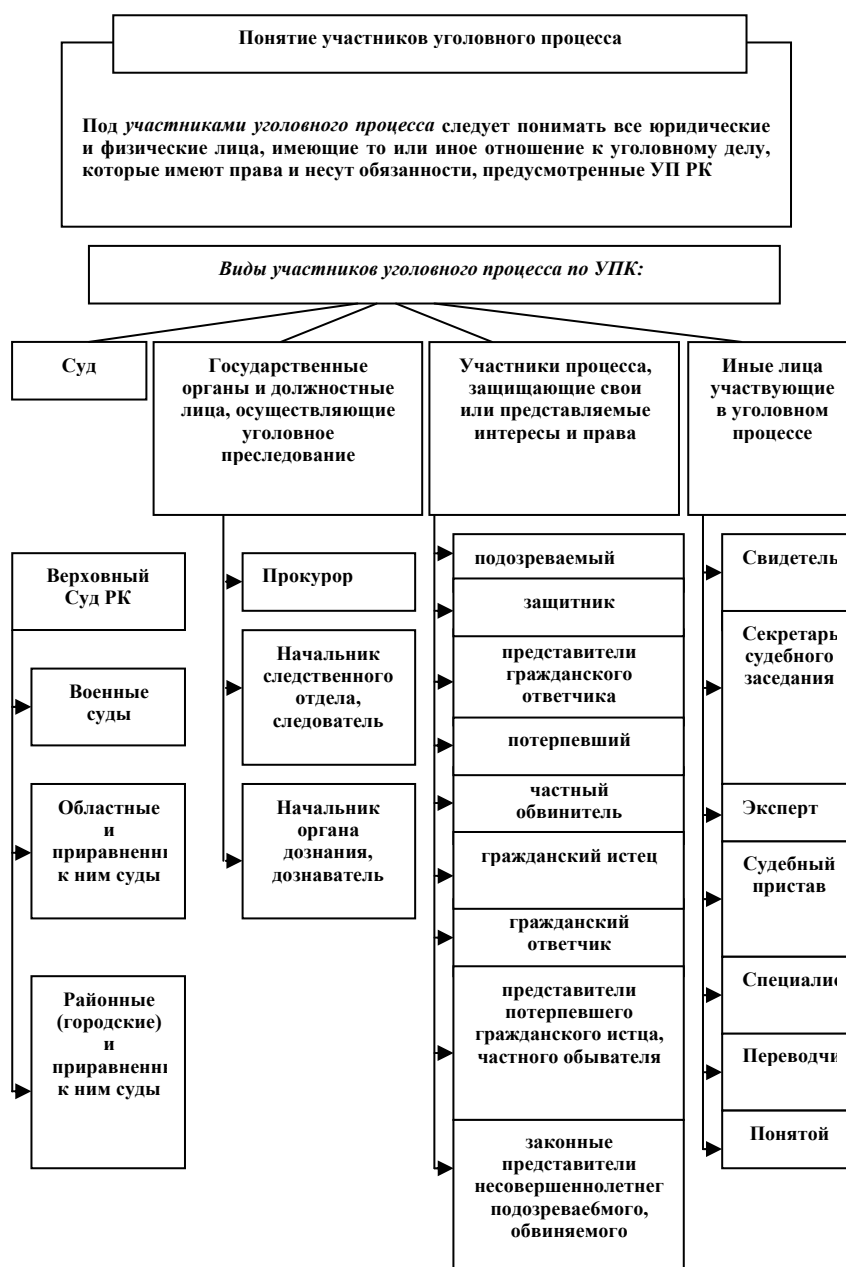 Понятие участников уголовного процесса
Под участниками уголовного процесса следует понимать все юридические
и физические лица, имеющие то или иное отношение к уголовному делу,
которые имеют права и несут обязанности, предусмотренные УП РК
Виды участников уголовного процесса по УПК:
Суд
Государственные
органы и должностные
лица, осуществляющие
уголовное
преследование
Участники процесса,
защищающие свои
или представляемые
интересы и права
Иные лица
участвующие
в уголовном
процессе
Верховный
Суд РК
Военные
суды
Областные
и
приравненны
к ним суды
Районные
(городские)
и
приравненны
к ним суды
Прокурор
Начальник
следственного
отдела,
следователь
Начальник
органа
дознания,
дознаватель
подозреваемый
защитник
представители
гражданского
ответчика
потерпевший
частный
обвинитель
гражданский истец
гражданский
ответчик
представители
потерпевшего
гражданского истца,
частного обывателя
законные
представители
несовершеннолетнег
подозревае6мого,
обвиняемого
Свидетель
Секретарь
судебного
заседания
Эксперт
Судебный
пристав
Специалис
Переводчи
Понятой